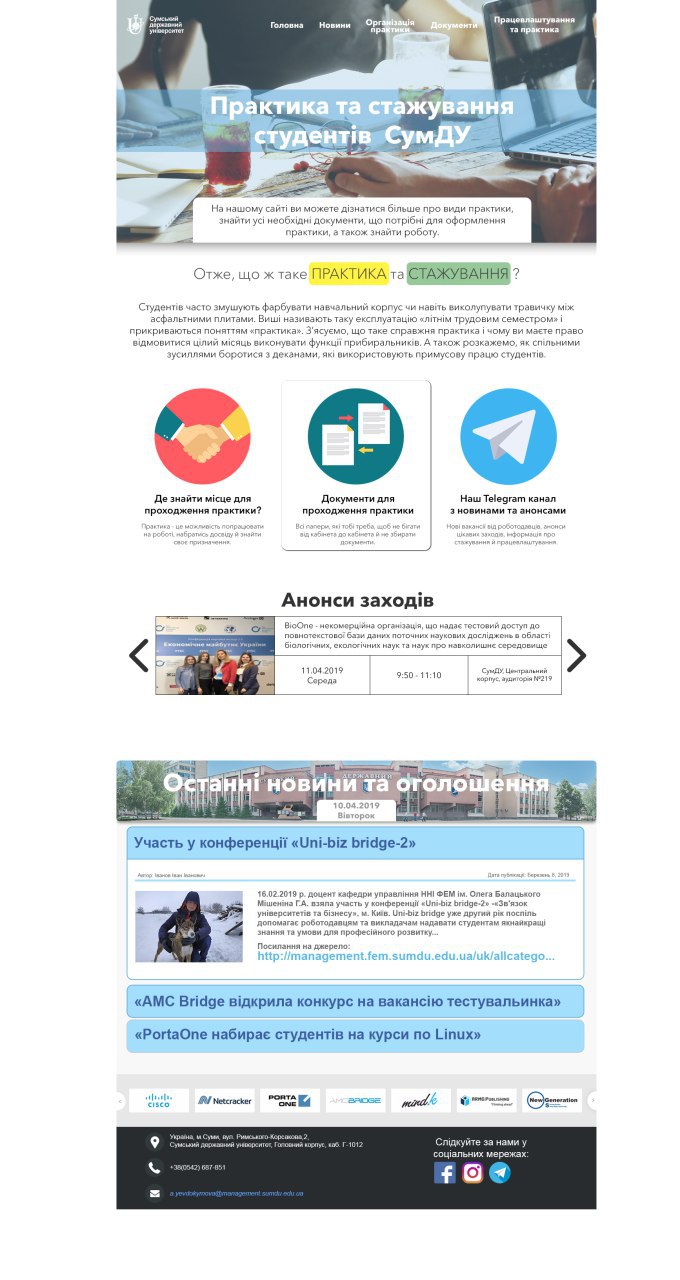 Сумський
державний
університет
Головна
Новини
Організація
практики
Документи
Працевлаштування
та практика
Практика та стажування
студентів СумДУ
На нашому сайті ви можете дізнатися більше про види практики,
знайти усі необхідні документи, що потрібні для оформлення
практики, а також знайти роботу.
Отже, що ж таке ПРАКТИКА та СТАЖУВАННЯ ?
Студентів часто змушують фарбувати навчальний корпус чи навіть виколупувати травичку між
асфальтними плитами. Виші називають таку експлуатацію «літнім трудовим семестром» і
прикриваються поняттям «практика». З'ясуємо, що таке справжня практика і чому ви маєте право
відмовитися цілий місяць виконувати функції прибиральників. А також розкажемо, як спільними
зусиллями боротися з деканами, які використовують примусову працю студентів.
Де знайти місце для
проходження практики?
Практика - це можливість попрацювати
на роботі, набратись досвіду й знайти
своє призначення.
Документи для
проходження практики
Всі папери, які тобі треба, щоб не бігати
від кабінета до кабінета й не збирати
документи.
Наш Telegram канал
з новинами та анонсами
Нові вакансії від роботодавців, анонси
цікавих заходів, інформація про
стажування й працевлаштування.
Анонси заходів
Економічне майбутнє України
BioOne - некомерційна організація, що надає тестовий доступ до
повнотекстової бази даних поточних наукових досліджень в області
біологічних, екологічних наук та наук про навколишнє середовище
11.04.2019
Середа
9:50 - 11:10
СумДУ, Центральний
корпус, аудиторія №219
Останні новини та оголошення
10.04.2019
Вівторок
Участь у конференції «Uni-biz bridge-2»
Автор: Іванов Іван Іванович
Дата публікації: Березень 6, 2019
16.02.2019 р. доцент кафедри управління ННІ ФЕМ ім. Олега Балацького
Мішеніна Г.А. взяла участь у конференції «Uni-biz bridge-2» -«Зв'язок
університетів та бізнесу», м. Київ. Uni-biz bridge уже другий рік поспіль
допомагає роботодавцям та викладачам надавати студентам якнайкращі
знання та умови для професійного розвитку...
Посилання на джерело:
http://management.fem.sumdu.edu.ua/uk/allcatego...
«AMC Bridge відкрила конкурс на вакансію тестувальинка»
«PortaOne набирає студентів на курси по Linux»
CISCO
Netcracker
PORTA
ONE
AMCBRIDGE
mind.k
RRMG PUBLISHING
New Generation
Україна, м.Суми, вул. Римського-Корсакова,2,
Сумський державний університет, Головний корпус, каб. Г-1012
+38(0542) 687-851
a.yevdokymova@management.sumdu.edu.ua
Слідкуйте за нами у
соціальних мережах: